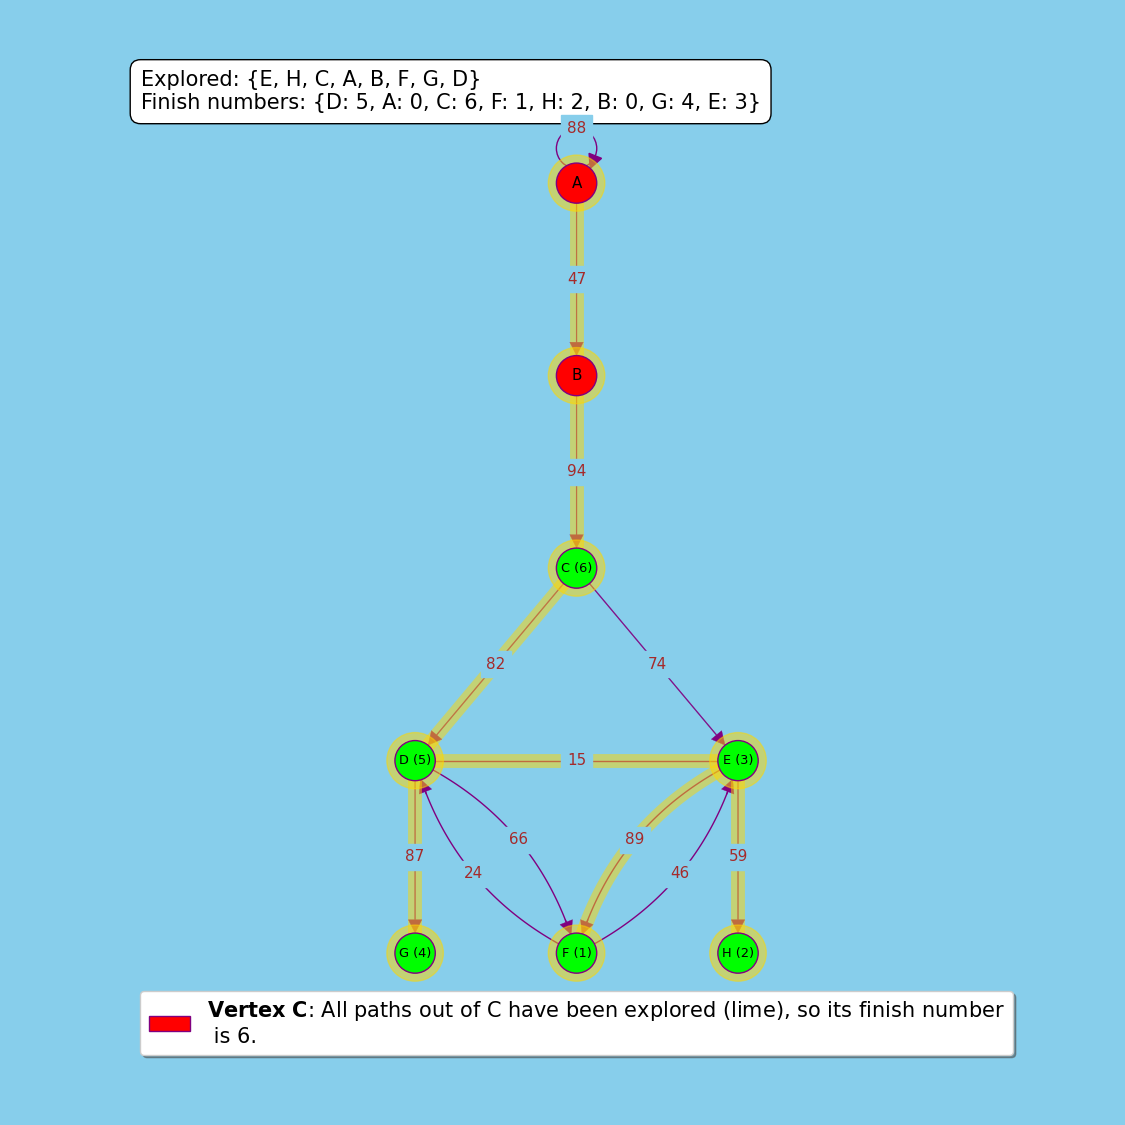 Explored: {E, H, C, A, B, F, G, D}
Finish numbers: {D: 5, A: 0, C: 6, F: 1, H: 2, B: 0, G: 4, E: 3}
88
A
47
B
94
C (6)
82
74
D (5)
15
E (3)
66
89
87
59
24
46
G (4)
F (1)
H (2)
Vertex C: All paths out of C have been explored (lime), so its finish number
is 6.